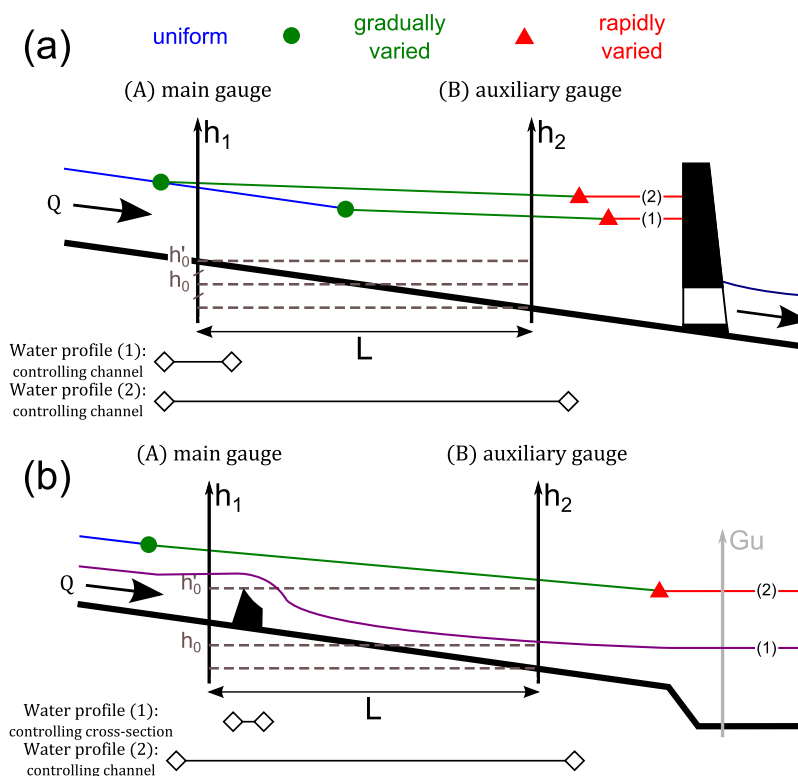 (a)
uniform
gradually
varied
rapidly
varied
(A) main gauge
(B) auxiliary gauge
h1
h2
Q
(2)
(1)
h'0
h0
L
Water profile (1):
controlling channel
Water profile (2):
controlling channel
(b)
(A) main gauge
(B) auxiliary gauge
h1
h2
Gu
Q
h'0
(2)
h0
(1)
L
Water profile (1):
controlling cross-section
Water profile (2):
controlling channel